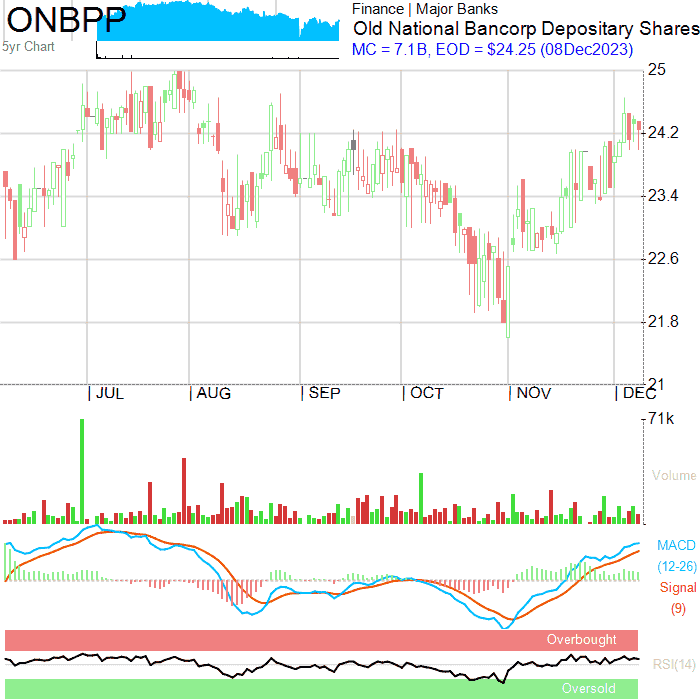 ONBPP
5yr Chart
Finance | Major Banks
Old National Bancorp Depositary Shares
MC = 7.1B, EOD = $24.25 (08Dec2023)
25
24.2
23.4
22.6
21.8
21
JUL AUG SEP OCT NOV DEC
71k
Volume
MACD
(12-26)
Signal
(9)
Overbought
RSI(14)
Oversold